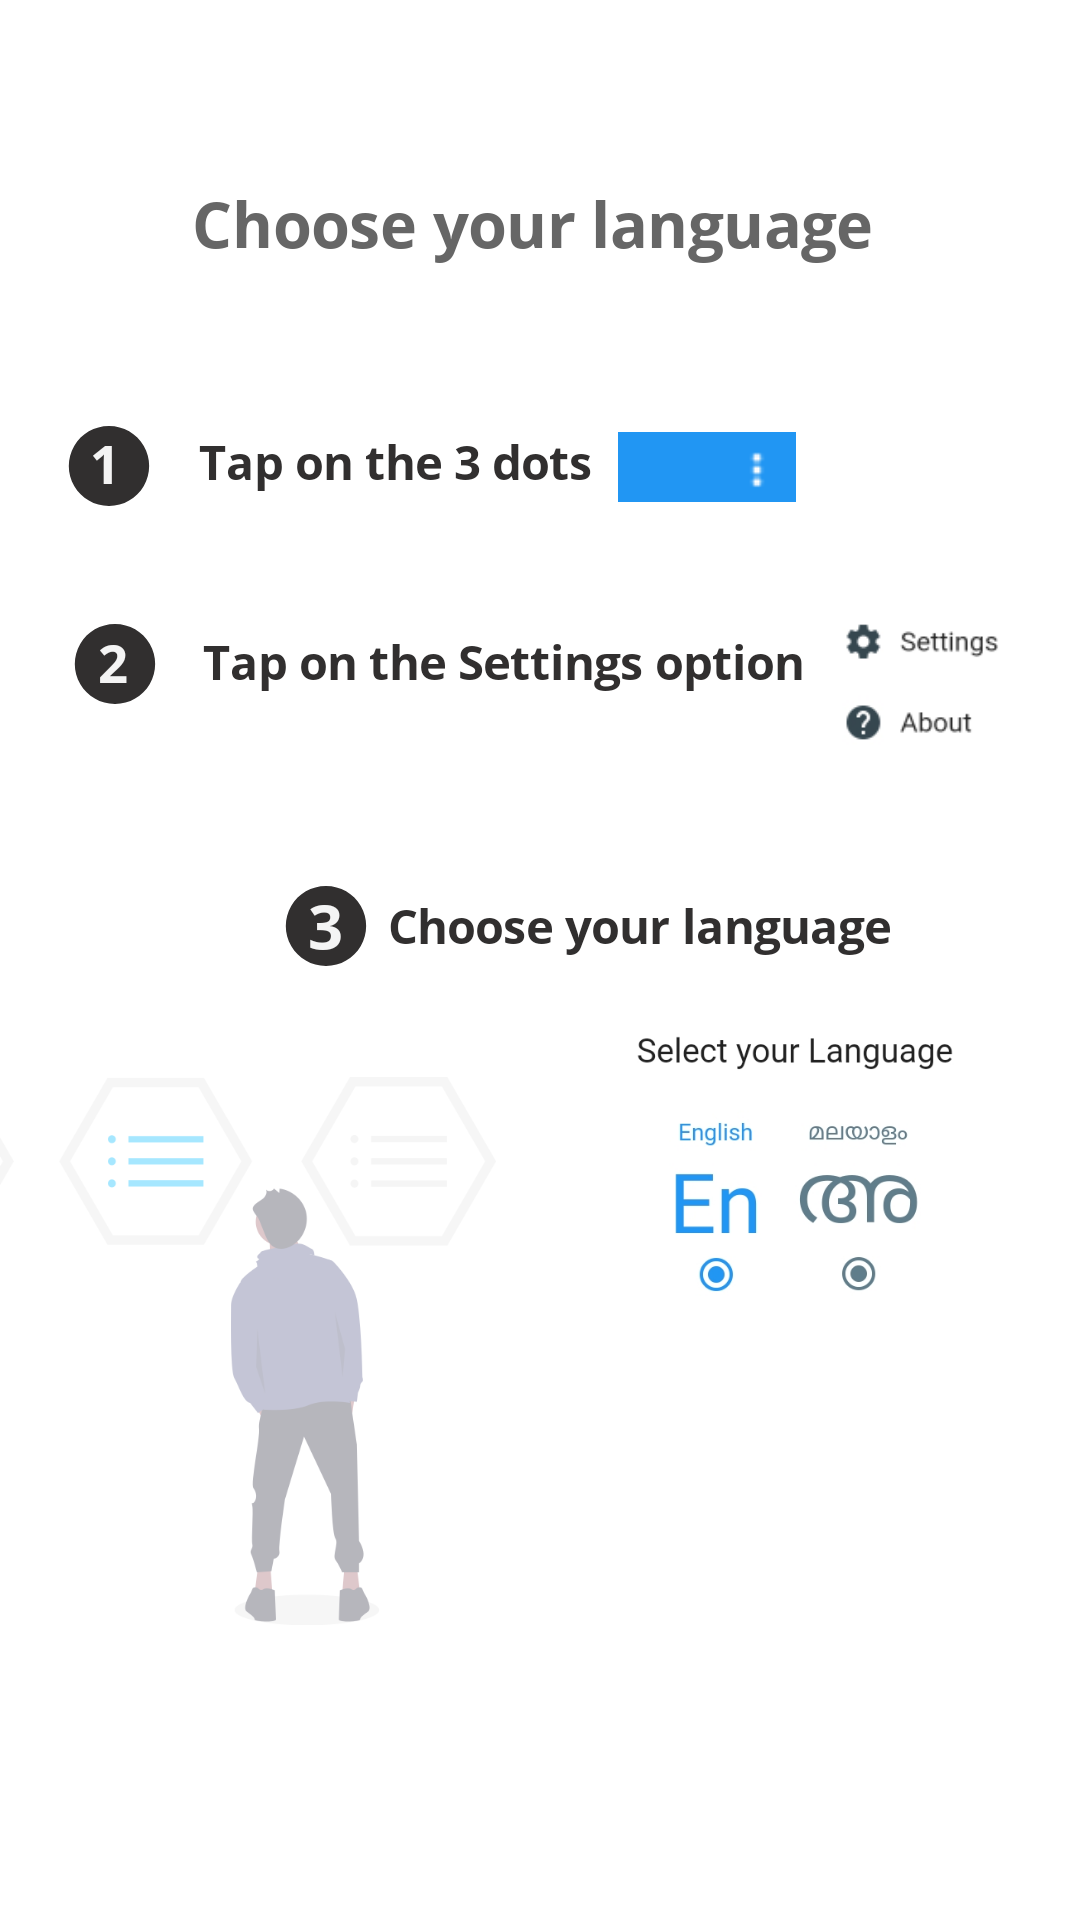 Choose your language
1 Tap on the 3 dots
2 Tap on the Settings option
Settings
About
3 Choose your language
Select your Language
English മലയാളം
En അ